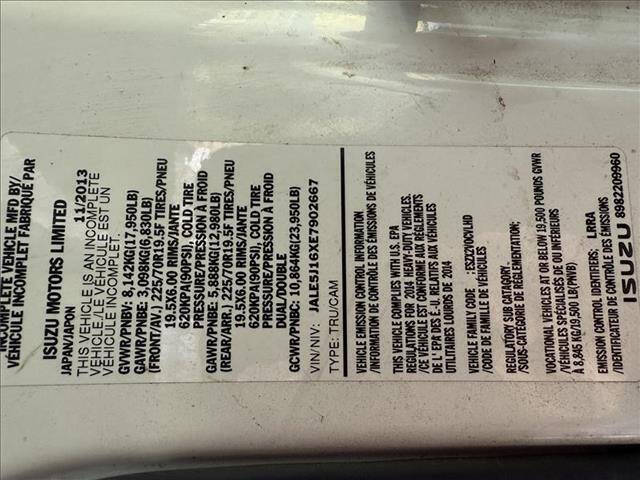 INCOMPLETE VEHICLE MFD BY/
VÉHICULE INCOMPLET FABRIQUÉ PAR
ISUZU MOTORS LIMITED
JAPAN/JAPON 11/2013
THIS VEHICLE IS AN INCOMPLETE
VEHICLE./CE VÉHICULE EST UN
VÉHICULE INCOMPLET.
GVWR/PNBV: 8,142KG(17,950LB)
GAWR/PNBE: 3,098KG(6,830LB)
(FRONT/AV.) 225/70R19.5F TIRES/PNEU
19.5X6.00 RIMS/JANTE
620KPA(90PSI), COLD TIRE
PRESSURE/PRESSION À FROID
GAWR/PNBE: 5,888KG(12,980LB)
(REAR/ARR.) 225/70R19.5F TIRES/PNEU
19.5X6.00 RIMS/JANTE
620KPA(90PSI), COLD TIRE
PRESSURE/PRESSION À FROID
DUAL/DOUBLE
GCWR/PNBC: 10,864KG(23,950LB)
VIN/NIV: JALE5J16XE7902667
TYPE: TRU/CAM
VEHICLE EMISSION CONTROL INFORMATION
/INFORMATION DE CONTRÔLE DES ÉMISSIONS DE VÉHICULES
THIS VEHICLE COMPLIES WITH U.S. EPA
REGULATIONS FOR 2014 HEAVY-DUTY VEHICLES.
/CE VÉHICULE EST CONFORME AUX RÈGLEMENTS
DE L' EPA DES É.-U. RELATIFS AUX VÉHICULES
UTILITAIRES LOURDS DE 2014
VEHICLE FAMILY CODE
/CODE DE FAMILLE DE VÉHICULE
REGULATORY SUB CATAGORY
/SOUS-CATÉGORIE DE RÉGLEMENTATION:
VOCATIONAL VEHICLES AT OR BELOW 19,500 POUNDS GVWR
/VÉHICULES SPÉCIALISES DE OU INFÉRIEURS
À 8,845 KG/19,500 LB(PNBV)
EMISSION CONTROL IDENTIFIERS: LRRA
/IDENTIFIANTS DE CONTRÔLE DES ÉMISSIONS
ISUZU 8982209960